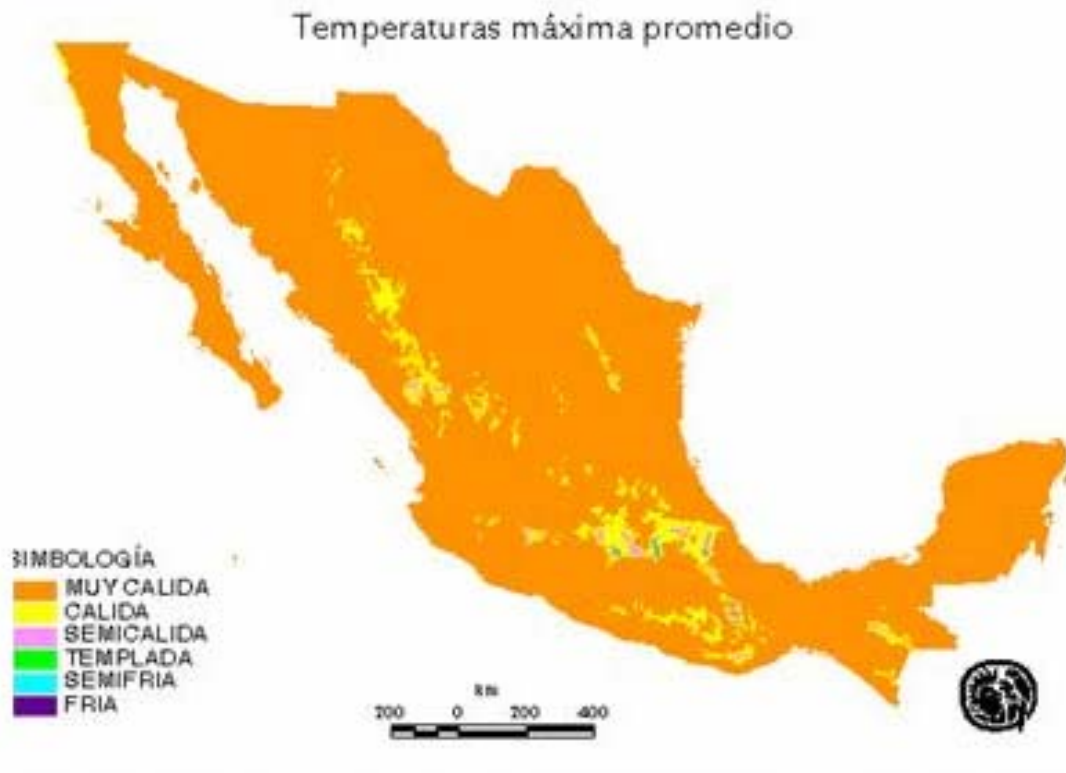 Temperaturas máxima promedio
SIMBOLOGÍA
MUY CALIDA
CALIDA
SEMICALIDA
TEMPLADA
SEMIFRIA
FRIA
km
200 0 200 400